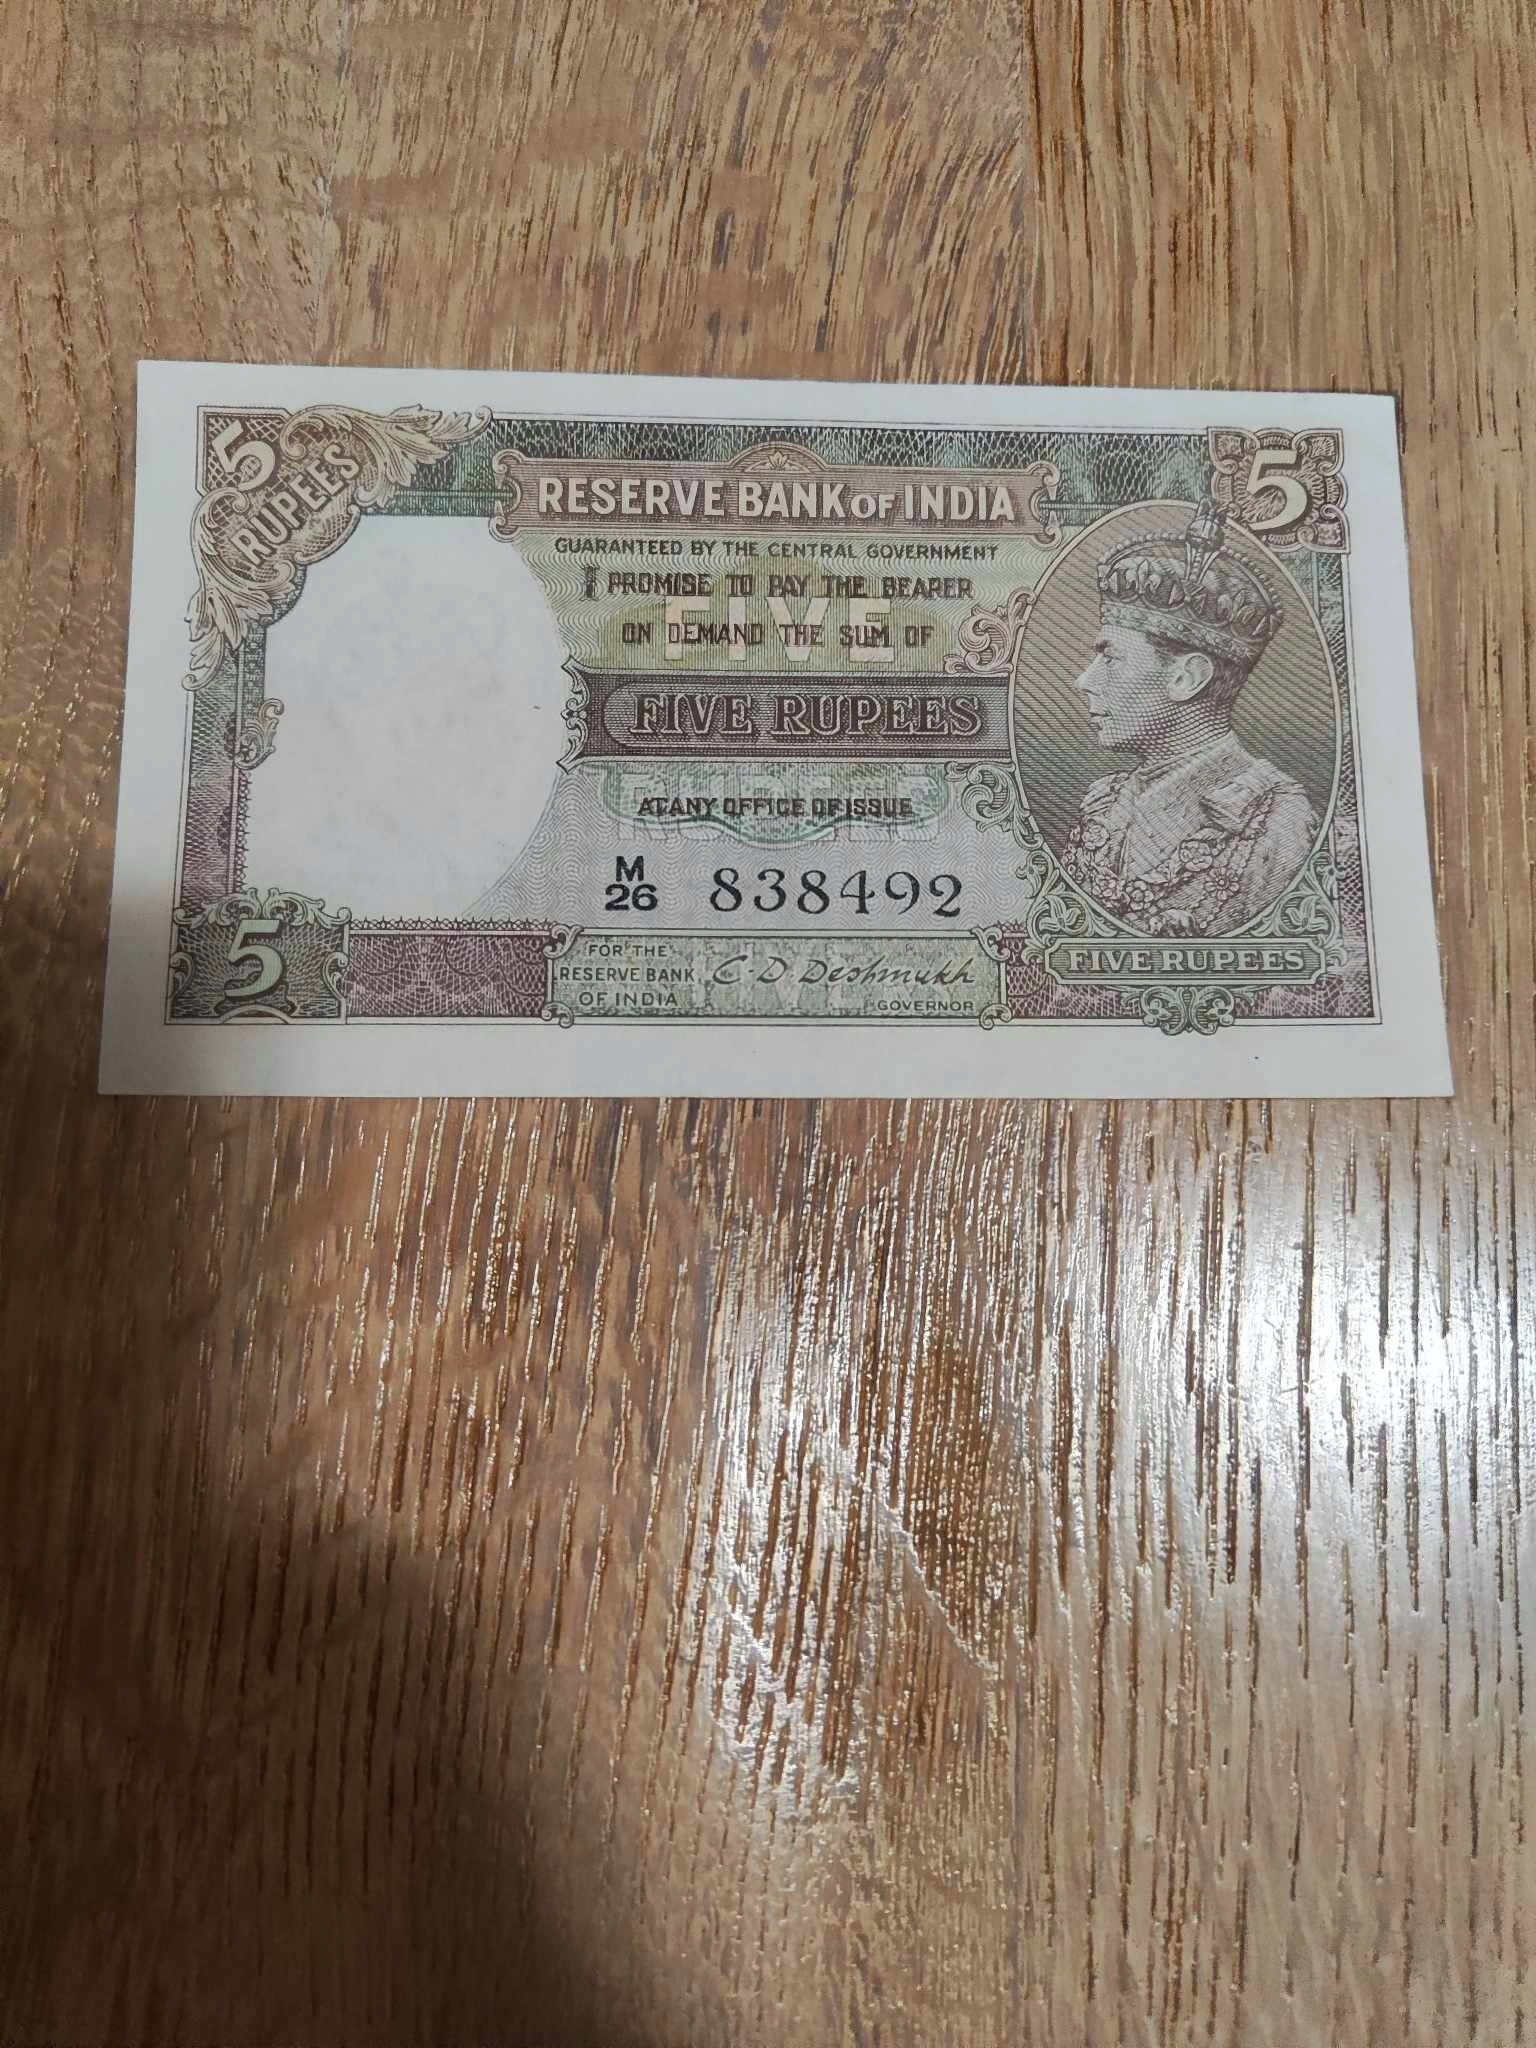 5
RUPEES
5
RESERVE BANK OF INDIA
GUARANTEED BY THE CENTRAL GOVERNMENT
I PROMISE TO PAY THE BEARER
FIVE
ON DEMAND THE SUM OF
FIVE RUPEES
AT ANY OFFICE OF ISSUE
M
26
838492
5
FOR THE
RESERVE BANK
OF INDIA
C. D. Deshmukh
GOVERNOR
FIVE RUPEES